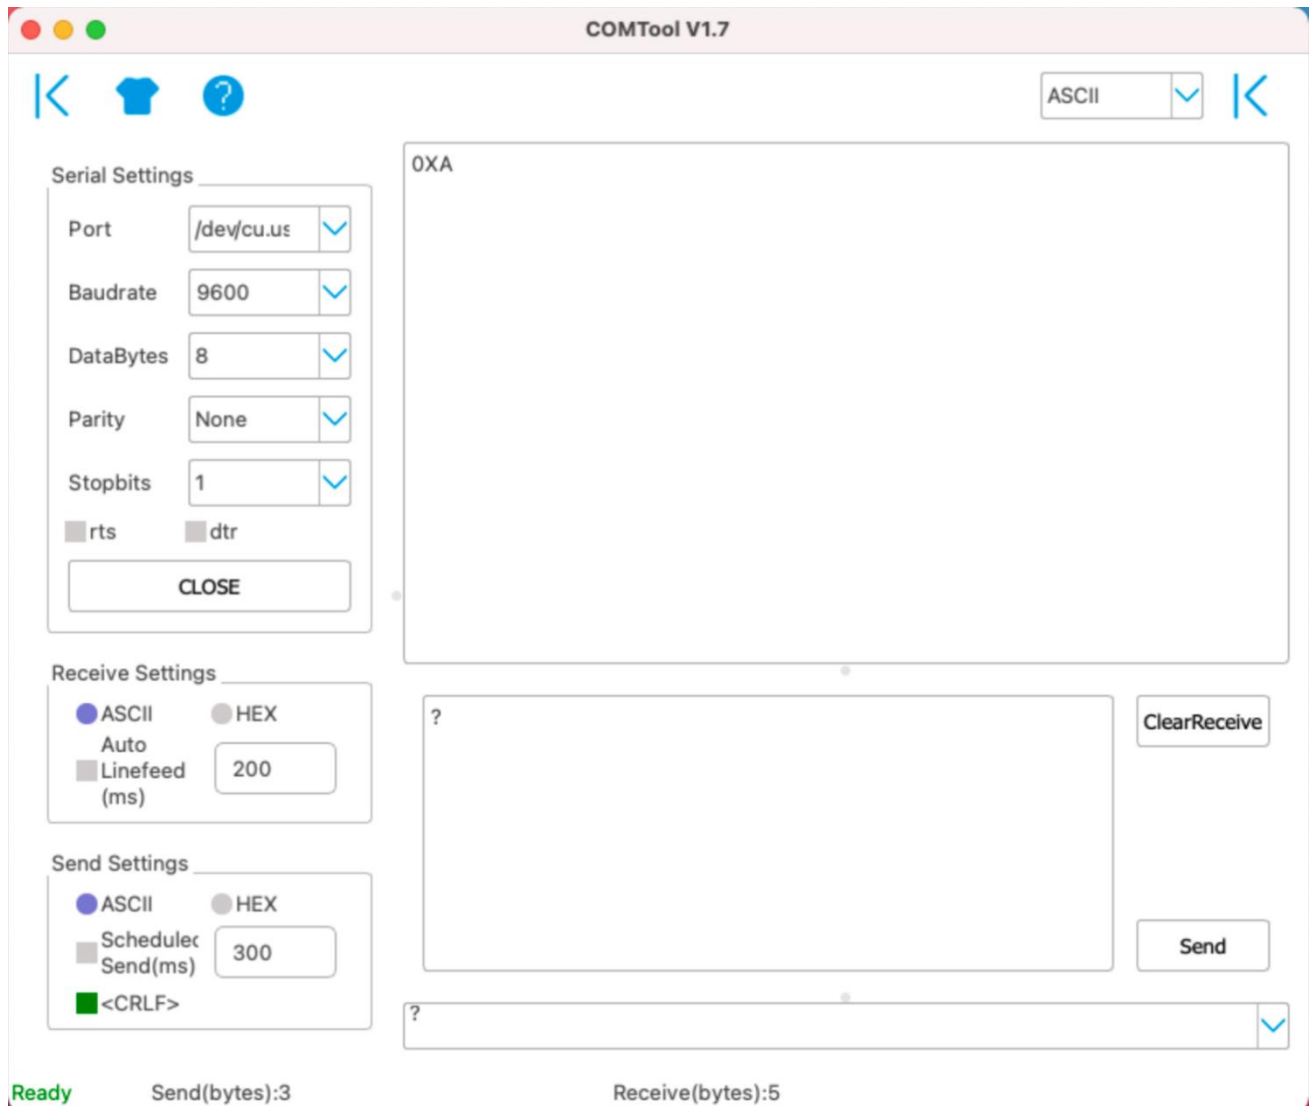 COMTool V1.7
ASCII
Serial Settings
Port /dev/cu.us
Baudrate 9600
DataBytes 8
Parity None
Stopbits 1
rts dtr
CLOSE
Receive Settings
ASCII HEX
Auto
Linefeed
(ms)
200
Send Settings
ASCII HEX
Scheduled
Send(ms)
300
<CRLF>
0XA
?
ClearReceive
Send
?
Ready Send(bytes):3 Receive(bytes):5